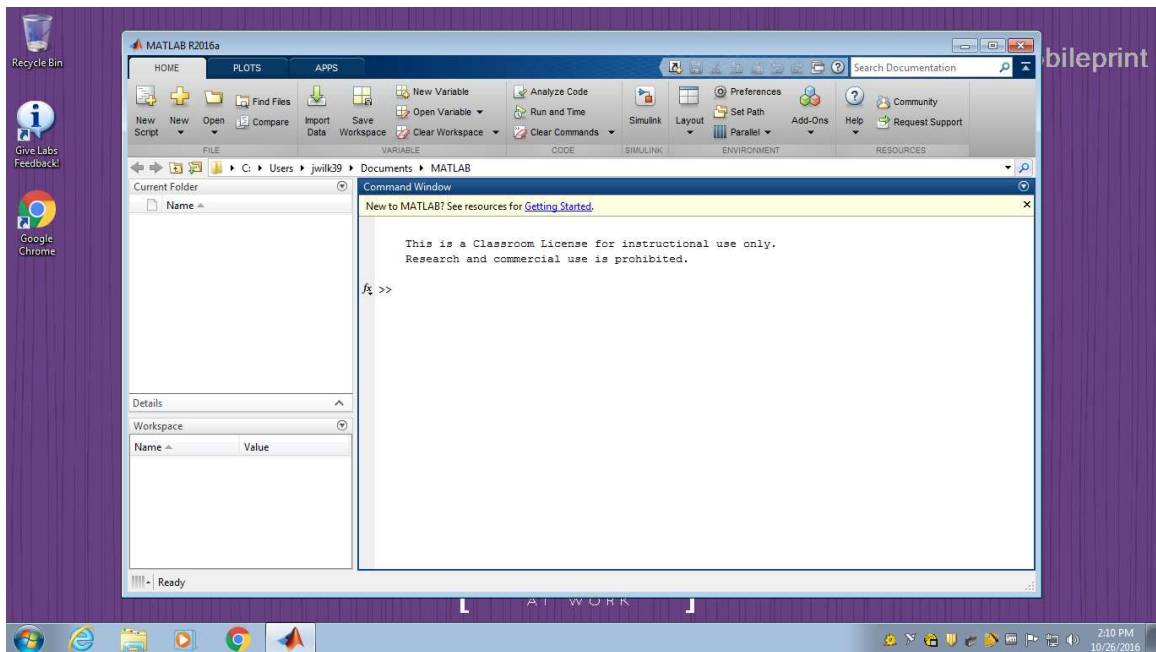 Recycle Bin
Give Labs
Feedback!
Google
Chrome
bileprint
MATLAB R2016a
HOME PLOTS APPS
Search Documentation
New
Script
New
Open
Find Files
Compare
Import
Data
Save
Workspace
New Variable
Open Variable
Clear Workspace
Analyze Code
Run and Time
Clear Commands
Simulink
Layout
Preferences
Set Path
Parallel
Add-Ons
Help
Community
Request Support
FILE VARIABLE CODE SIMULINK ENVIRONMENT RESOURCES
C: Users jwilk39 Documents MATLAB
Current Folder
Name
Details
Workspace
Name Value
Command Window
New to MATLAB? See resources for Getting Started.
This is a Classroom License for instructional use only.
Research and commercial use is prohibited.
fx >>
Ready
[ AT WORK ]
2:10 PM
10/26/2016